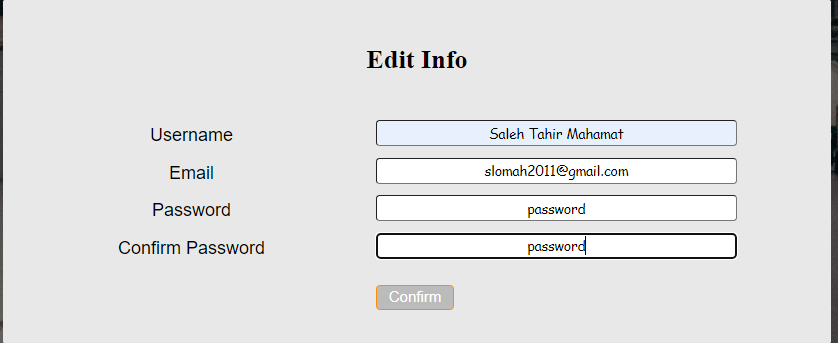 Edit Info
Username Saleh Tahir Mahamat
Email slomah2011@gmail.com
Password password
Confirm Password password
Confirm